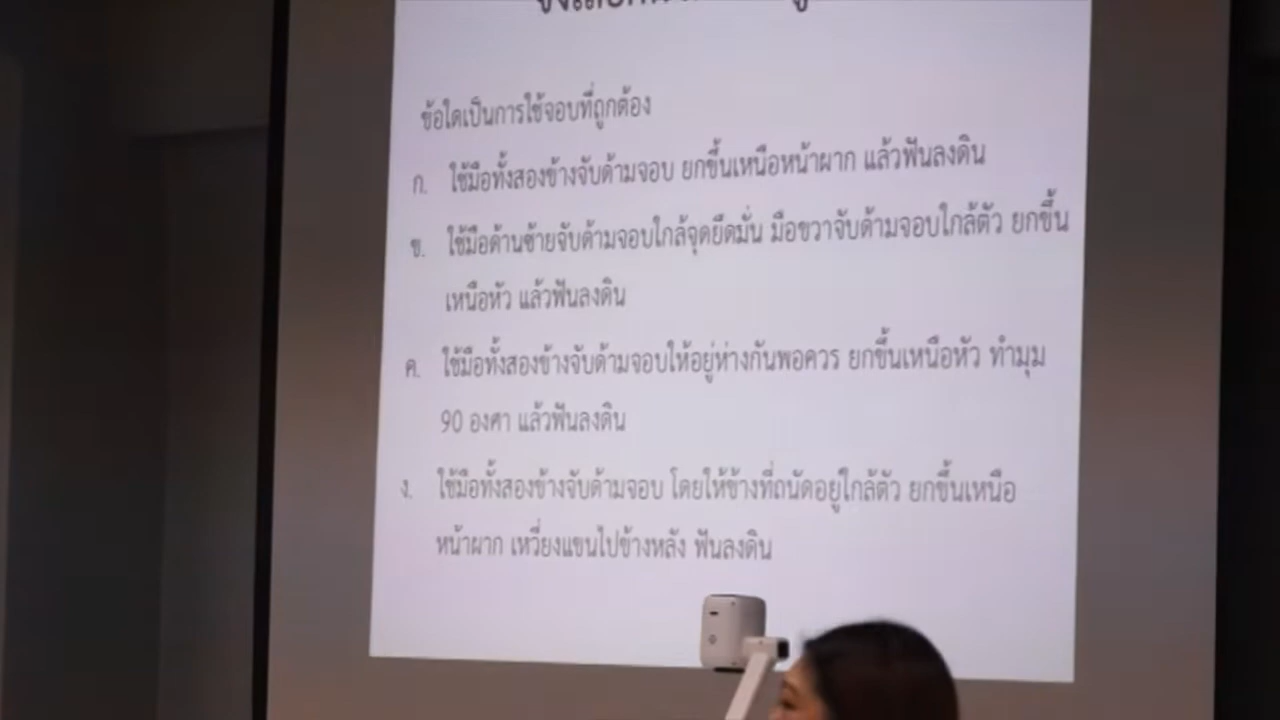 ข้อใดเป็นการใช้จอบที่ถูกต้อง
ก. ใช้มือทั้งสองข้างจับด้ามจอบ ยกขึ้นเหนือหน้าผาก แล้วฟันลงดิน
ข. ใช้มือด้านซ้ายจับด้ามจอบใกล้จุดยึดมั่น มือขวาจับด้ามจอบใกล้ตัว ยกขึ้น
เหนือหัว แล้วฟันลงดิน
ค. ใช้มือทั้งสองข้างจับด้ามจอบให้อยู่ห่างกันพอควร ยกขึ้นเหนือหัว ทำมุม
90 องศา แล้วฟันลงดิน
ง. ใช้มือทั้งสองข้างจับด้ามจอบ โดยให้ข้างที่ถนัดอยู่ใกล้ตัว ยกขึ้นเหนือ
หน้าผาก เหวี่ยงแขนไปข้างหลัง ฟันลงดิน